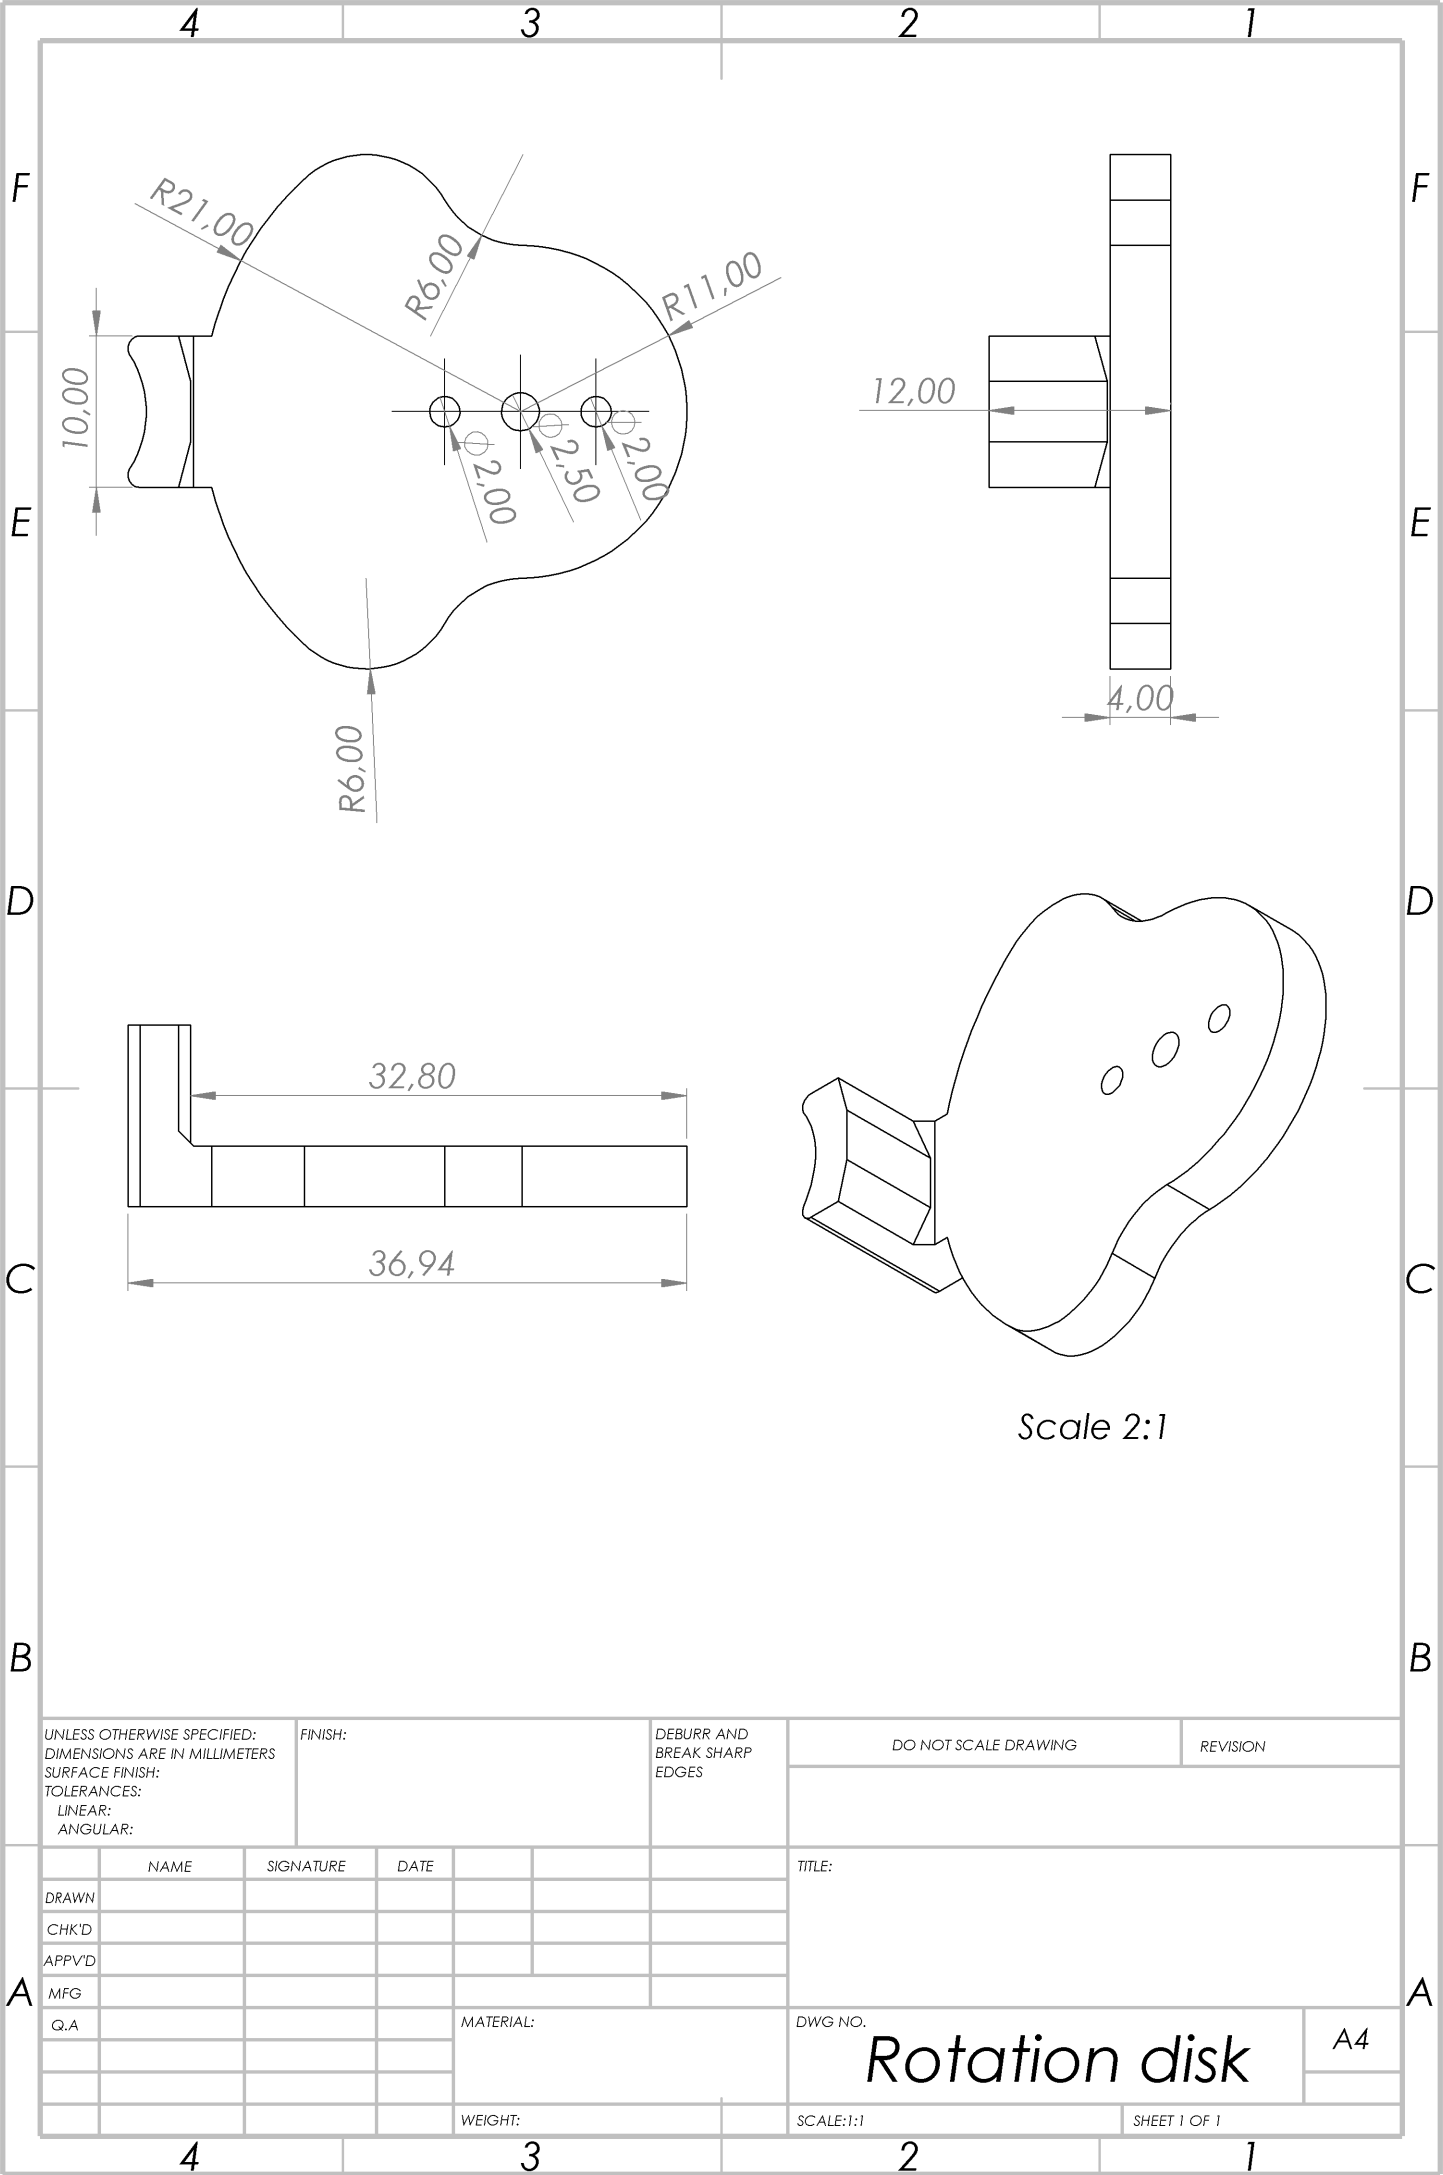 4 3 2 1
F F
R21,00
R6,00
R11,00
10,00
12,00
⌀2,00
⌀2,50
⌀2,00
E E
4,00
R6,00
D D
32,80
36,94
C C
Scale 2:1
B B
UNLESS OTHERWISE SPECIFIED:
DIMENSIONS ARE IN MILLIMETERS
SURFACE FINISH:
TOLERANCES:
LINEAR:
ANGULAR:
FINISH:
DEBURR AND
BREAK SHARP
EDGES
DO NOT SCALE DRAWING
REVISION
NAME SIGNATURE DATE
TITLE:
DRAWN
CHK'D
APPV'D
MFG
Q.A
A A
MATERIAL:
DWG NO.
Rotation disk
A4
WEIGHT:
SCALE:1:1
SHEET 1 OF 1
4 3 2 1